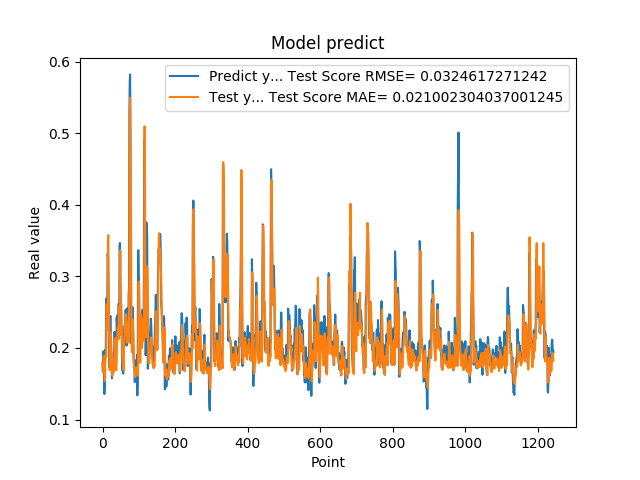 Model predict
Predict y... Test Score RMSE= 0.0324617271242
Test y... Test Score MAE= 0.021002304037001245
0.6
0.5
0.4
0.3
0.2
0.1
Real value
0 200 400 600 800 1000 1200
Point